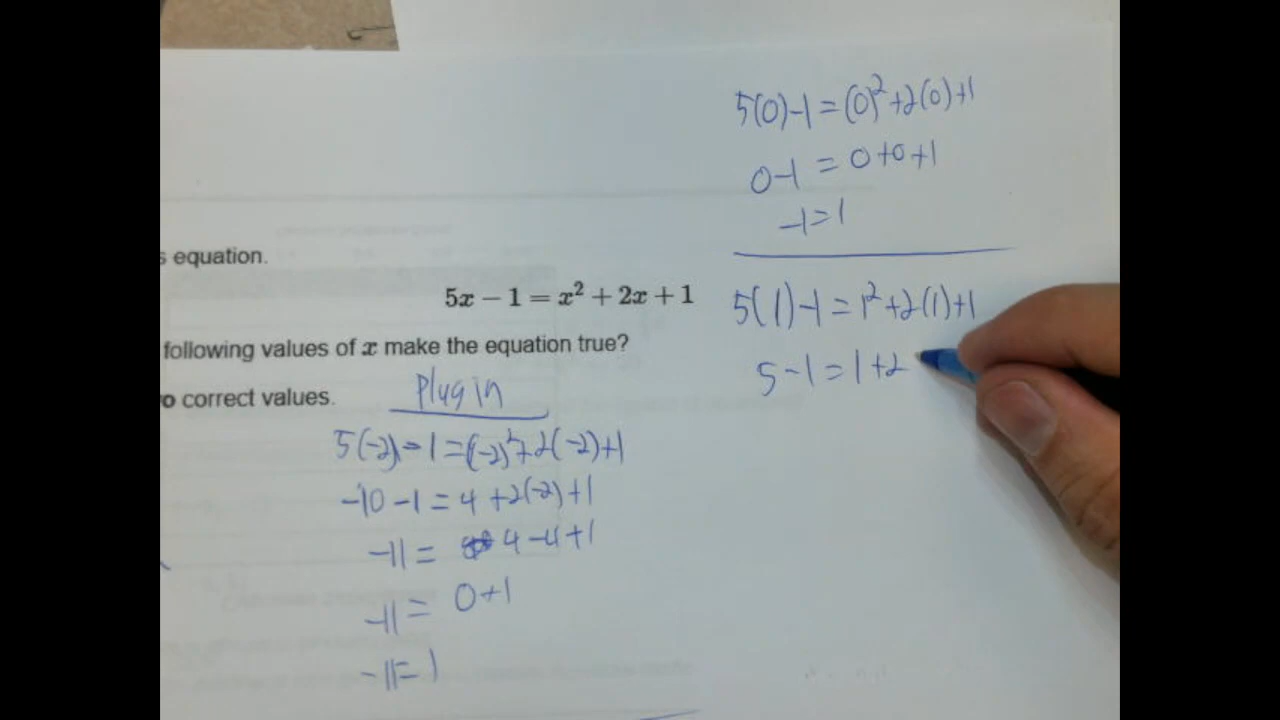 5(0)-1=(0)²+2(0)+1
0-1=0+0+1
-1=1
s equation.
5x − 1 = x² + 2x + 1
following values of x make the equation true?
o correct values.
Plug in
5(-2)-1=(-2)²+2(-2)+1
-10-1=4+2(-2)+1
-11= 4-4+1
-11=0+1
-11=1
5(1)-1=1²+2(1)+1
5-1=1+2